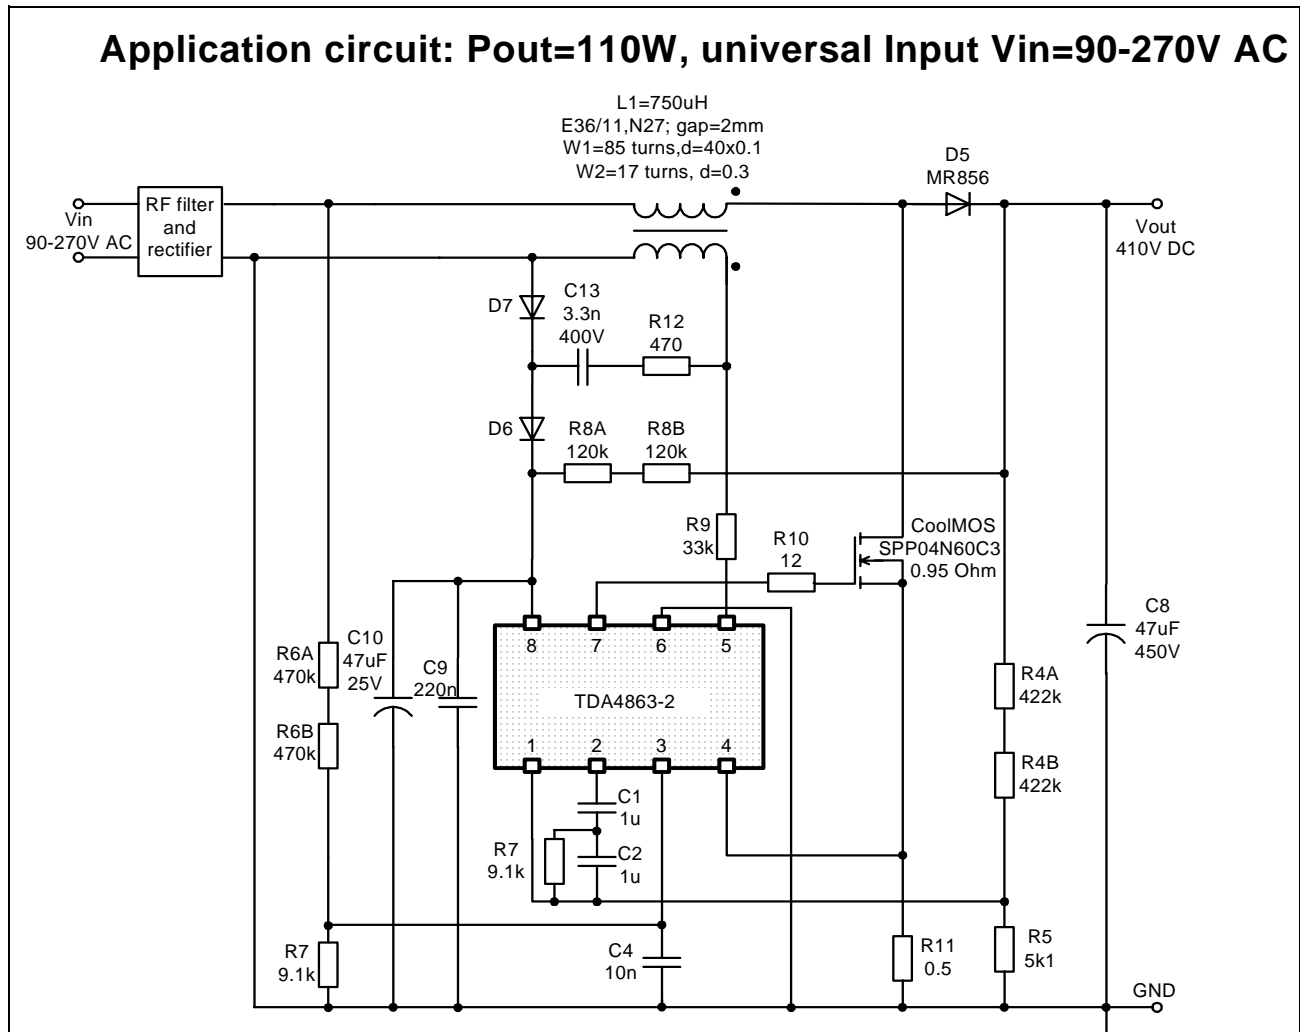 Application circuit: Pout=110W, universal Input Vin=90-270V AC
L1=750uH
E36/11,N27; gap=2mm
W1=85 turns,d=40x0.1
W2=17 turns, d=0.3
D5
MR856
RF filter
and
rectifier
Vin
90-270V AC
Vout
410V DC
D7
C13
3.3n
400V
R12
470
D6
R8A
120k
R8B
120k
R9
33k
R10
12
CoolMOS
SPP04N60C3
0.95 Ohm
C8
47uF
450V
8
7
6
5
R6A
470k
C10
47uF
25V
C9
220n
TDA4863-2
R4A
422k
R6B
470k
1
2
3
4
R4B
422k
C1
1u
R7
9.1k
C2
1u
R7
9.1k
C4
10n
R11
0.5
R5
5k1
GND